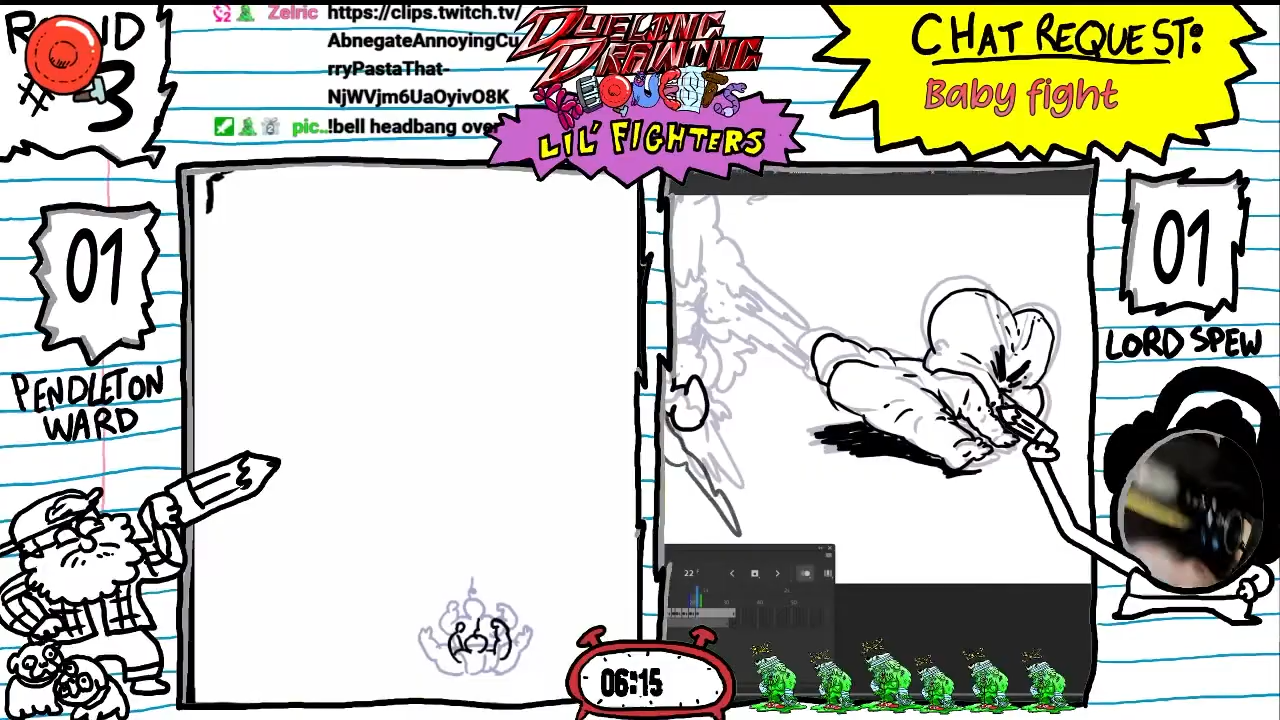 ROUND
#3
Zelric https://clips.twitch.tv/
AbnegateAnnoyingCu
rryPastaThat-
NjWVjm6UaOyivO8K
pic..!bell headbang over
DUELING
DRAWING
LIL' FIGHTERS
CHAT REQUEST:
Baby fight
01
PENDLETON
WARD
01
LORD SPEW
22
06:15